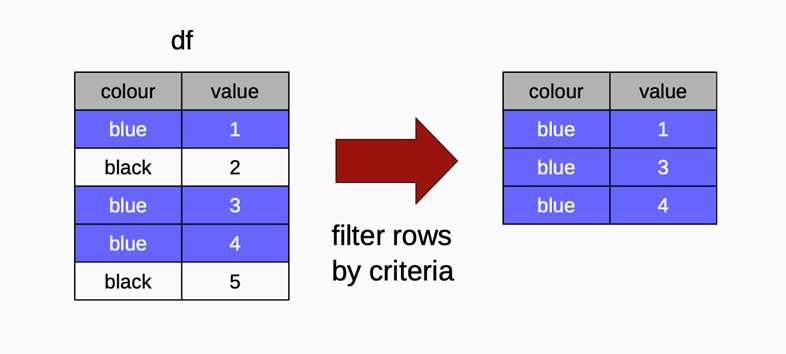 df
colour value
blue 1
black 2
blue 3
blue 4
black 5
filter rows
by criteria
colour value
blue 1
blue 3
blue 4